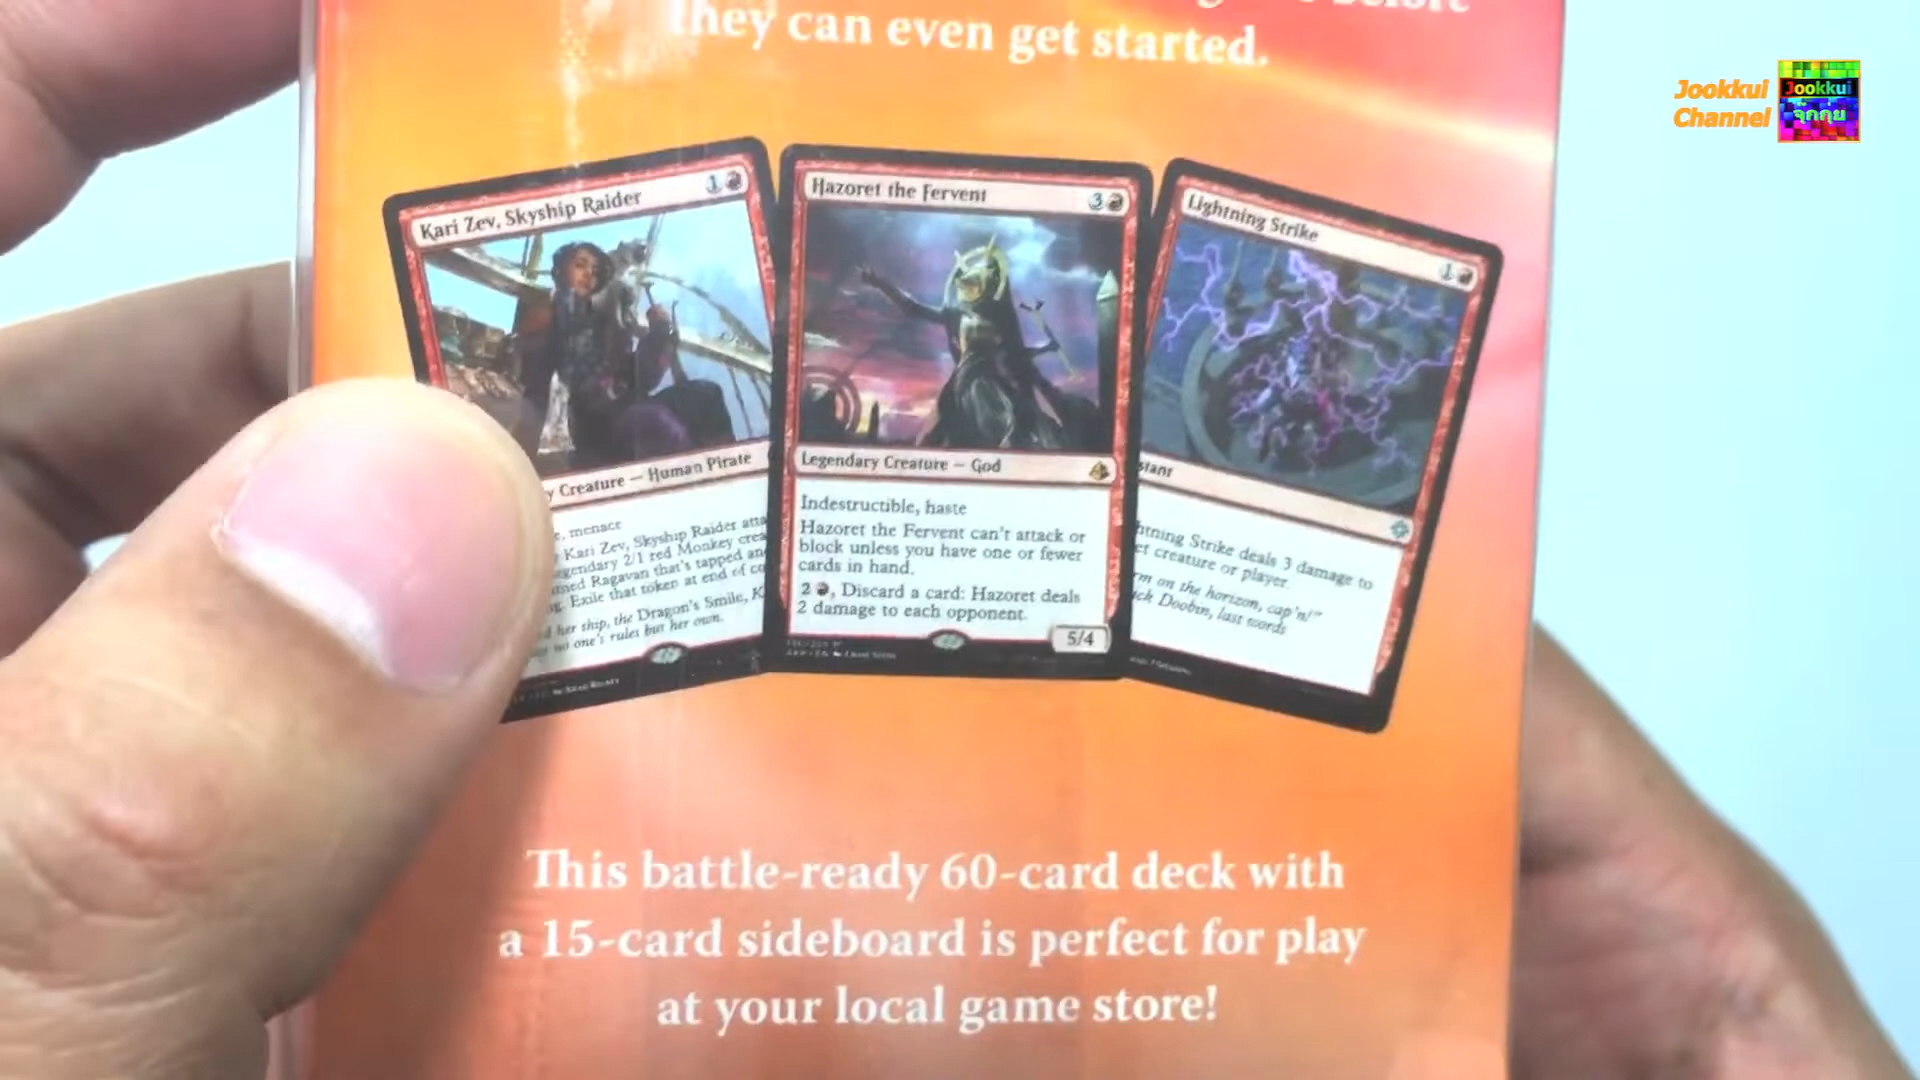 before
they can even get started.
Jookkui
Channel
Jookkui
จุ๊กกุ่ย
Kari Zev, Skyship Raider
1
Creature — Human Pirate
menace
Kari Zev, Skyship Raider
2/1 red Monkey
Ragavan that's tapped
Exile that token at end of
her ship, the Dragon's Smile,
no one's rules but her own.
Hazoret the Fervent
3
Legendary Creature — God
Indestructible, haste
Hazoret the Fervent can't attack or
block unless you have one or fewer
cards in hand.
2 , Discard a card: Hazoret deals
2 damage to each opponent.
5/4
Lightning Strike
1
Strike deals 3 damage to
creature or player.
on the horizon, cap'n!"
Doobin, last words
This battle-ready 60-card deck with
a 15-card sideboard is perfect for play
at your local game store!